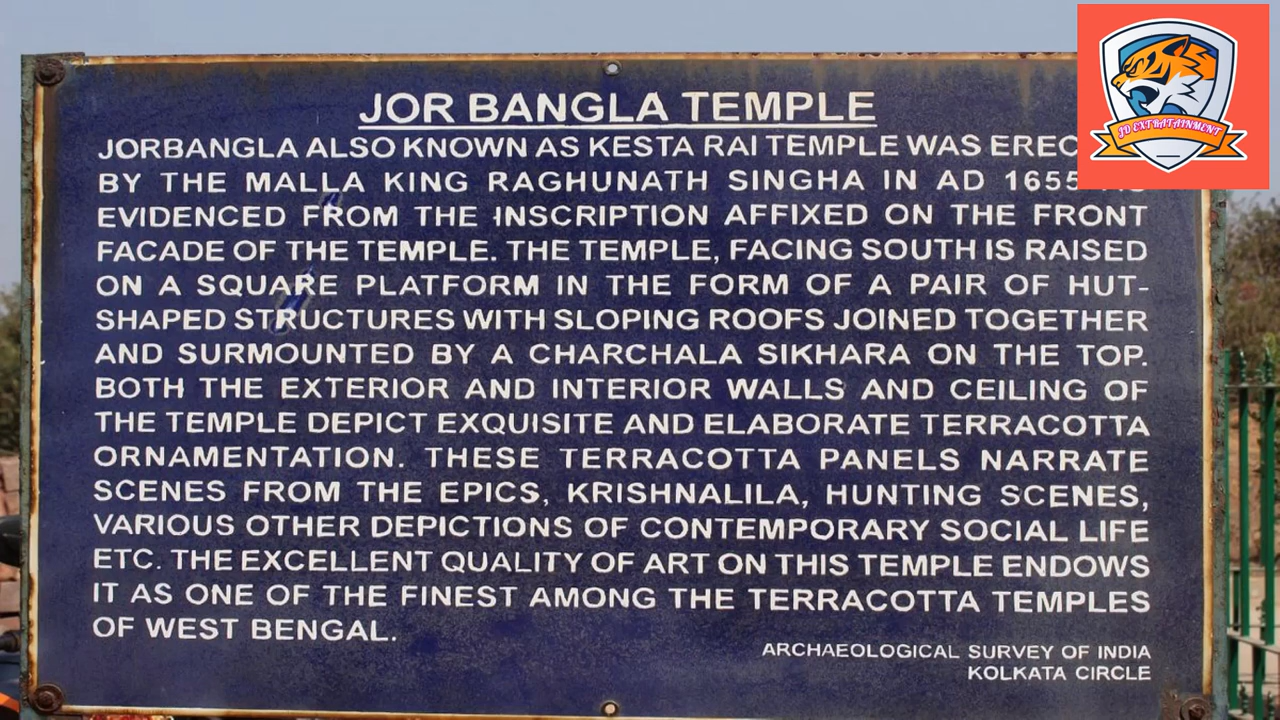 JOR BANGLA TEMPLE
JORBANGLA ALSO KNOWN AS KESTA RAI TEMPLE WAS
BY THE MALLA KING RAGHUNATH SINGHA IN AD 1655
EVIDENCED FROM THE INSCRIPTION AFFIXED ON THE FRONT
FACADE OF THE TEMPLE. THE TEMPLE, FACING SOUTH IS RAISED
ON A SQUARE PLATFORM IN THE FORM OF A PAIR OF HUT-
SHAPED STRUCTURES WITH SLOPING ROOFS JOINED TOGETHER
AND SURMOUNTED BY A CHARCHALA SIKHARA ON THE TOP.
BOTH THE EXTERIOR AND INTERIOR WALLS AND CEILING OF
THE TEMPLE DEPICT EXQUISITE AND ELABORATE TERRACOTTA
ORNAMENTATION. THESE TERRACOTTA PANELS NARRATE
SCENES FROM THE EPICS, KRISHNALILA, HUNTING SCENES,
VARIOUS OTHER DEPICTIONS OF CONTEMPORARY SOCIAL LIFE
ETC. THE EXCELLENT QUALITY OF ART ON THIS TEMPLE ENDOWS
IT AS ONE OF THE FINEST AMONG THE TERRACOTTA TEMPLES
OF WEST BENGAL.
ARCHAEOLOGICAL SURVEY OF INDIA
KOLKATA CIRCLE
JD EXTRATAINMENT